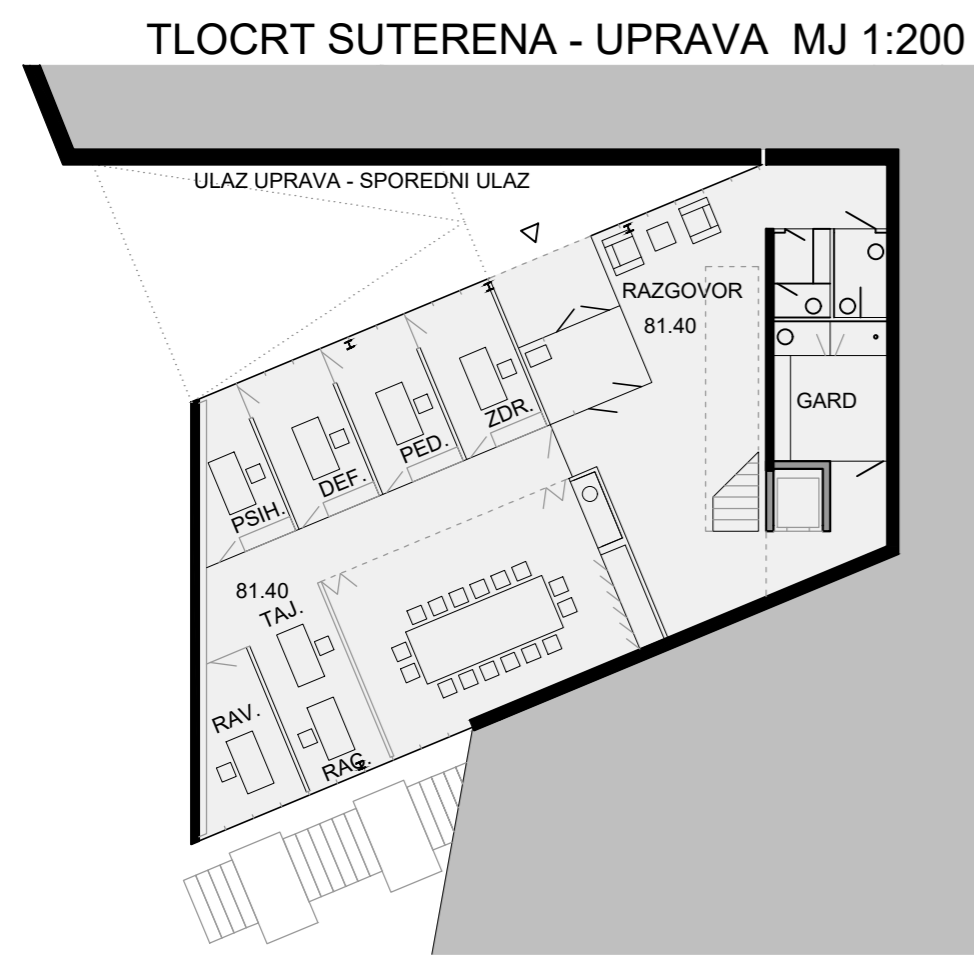 TLOCRT SUTERENA - UPRAVA MJ 1:200
ULAZ UPRAVA - SPOREDNI ULAZ
RAZGOVOR
81.40
GARD
ZDR.
PED.
DEF.
PSIH.
81.40
TAJ.
RAV.
RAČ.